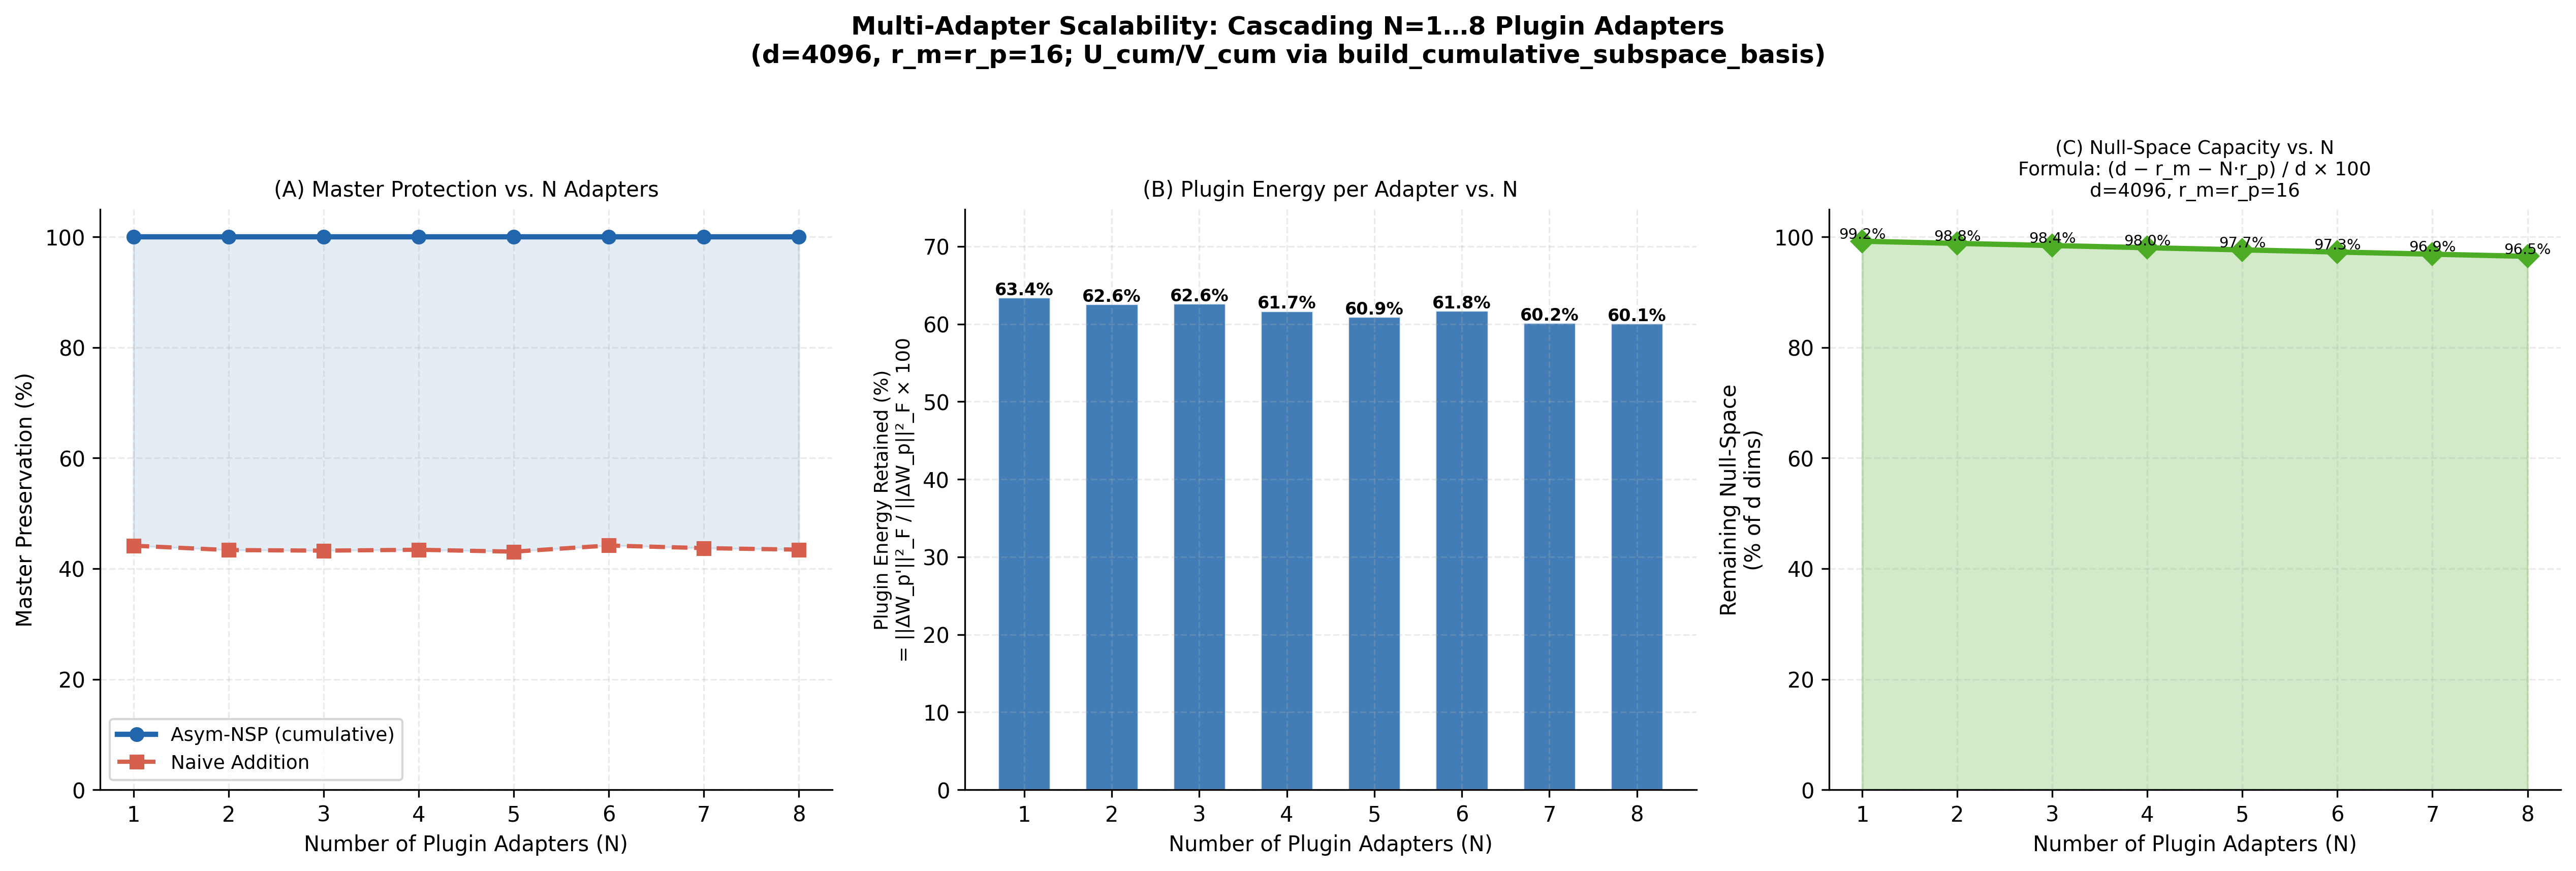 Multi-Adapter Scalability: Cascading N=1…8 Plugin Adapters
(d=4096, r_m=r_p=16; U_cum/V_cum via build_cumulative_subspace_basis)
(A) Master Protection vs. N Adapters
Master Preservation (%)
100
80
60
40
20
0
Asym-NSP (cumulative)
Naive Addition
1 2 3 4 5 6 7 8
Number of Plugin Adapters (N)
(B) Plugin Energy per Adapter vs. N
Plugin Energy Retained (%)
= ||ΔW_p'||²_F / ||ΔW_p||²_F × 100
70
60
50
40
30
20
10
0
63.4% 62.6% 62.6% 61.7% 60.9% 61.8% 60.2% 60.1%
1 2 3 4 5 6 7 8
Number of Plugin Adapters (N)
(C) Null-Space Capacity vs. N
Formula: (d − r_m − N·r_p) / d × 100
d=4096, r_m=r_p=16
Remaining Null-Space
(% of d dims)
100
80
60
40
20
0
99.2% 98.8% 98.4% 98.0% 97.7% 97.3% 96.9% 96.5%
1 2 3 4 5 6 7 8
Number of Plugin Adapters (N)